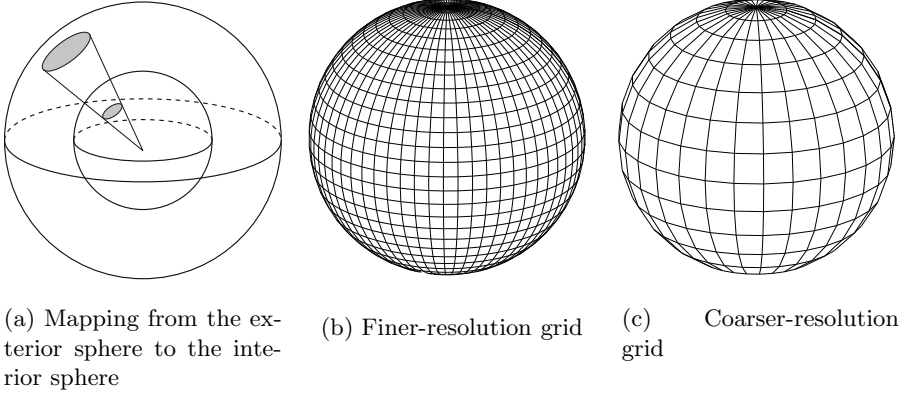 (a) Mapping from the ex-
terior sphere to the inte-
rior sphere
(b) Finer-resolution grid
(c) Coarser-resolution
grid